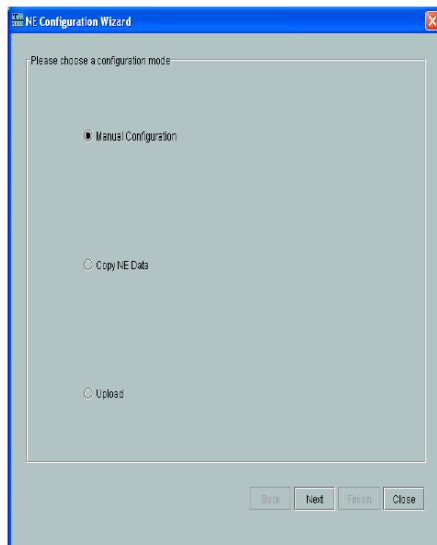 NE Configuration Wizard
Please choose a configuration mode
Manual Configuration
Copy NE Data
Upload
Back Next Finish Close